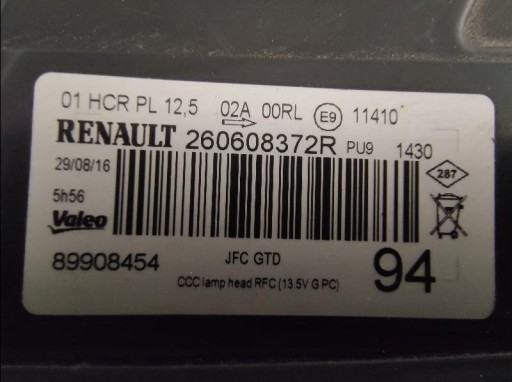 01 HCR PL 12,5 02A 00RL E9 11410
RENAULT 260608372R PU9 1430
29/08/16
287
5h56
Valeo
89908454 JFC GTD 94
CCC lamp head RFC (13.5V G PC)